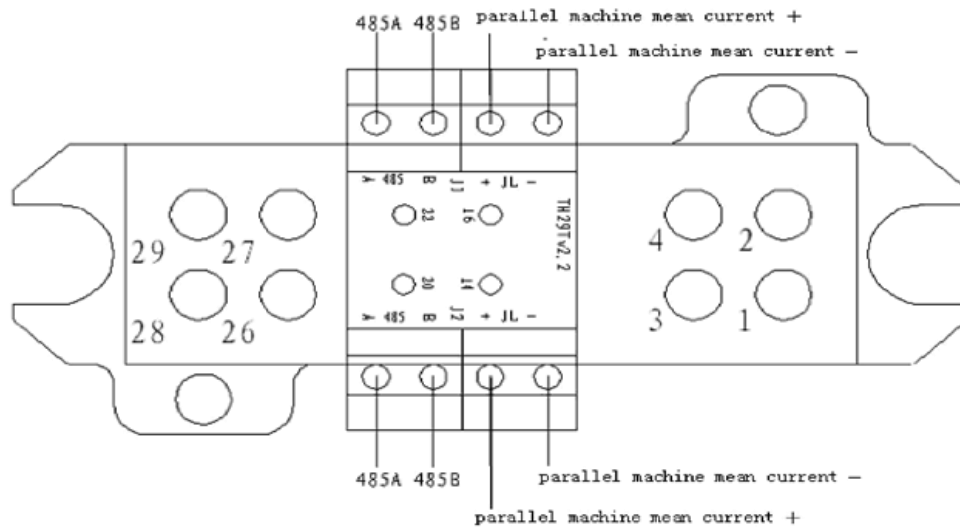 485A 485B parallel machine mean current +
parallel machine mean current −
A 485 B J1 + JL −
22 16
TH29Tv2.2
29 27
4 2
20 14
28 26
3 1
A 485 B J2 + JL −
485A 485B parallel machine mean current −
parallel machine mean current +